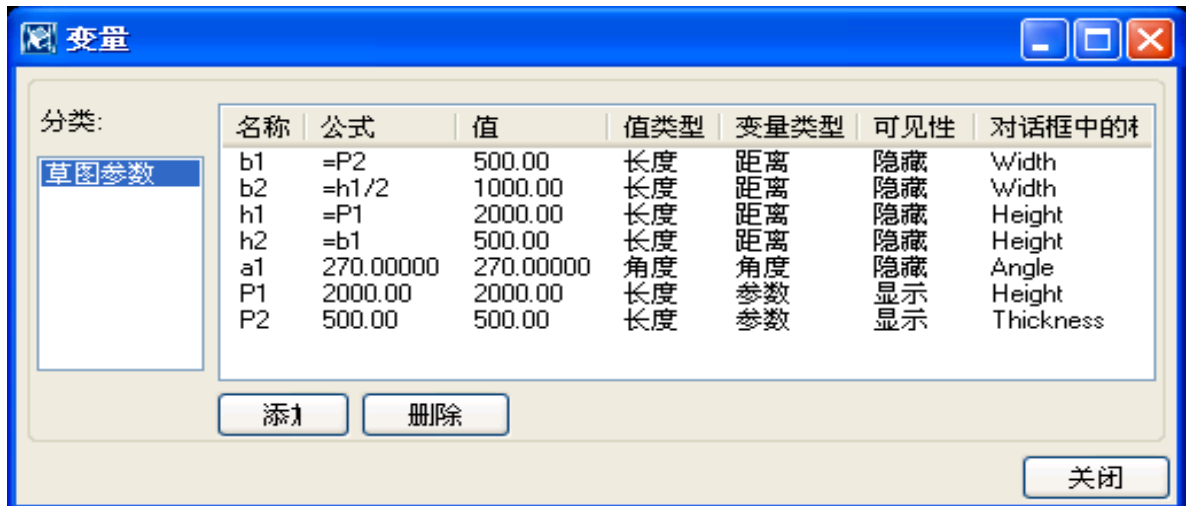 变量
分类:
草图参数
名称 公式 值 值类型 变量类型 可见性 对话框中的
b1 =P2 500.00 长度 距离 隐藏 Width
b2 =h1/2 1000.00 长度 距离 隐藏 Width
h1 =P1 2000.00 长度 距离 隐藏 Height
h2 =b1 500.00 长度 距离 隐藏 Height
a1 270.00000 270.00000 角度 角度 隐藏 Angle
P1 2000.00 2000.00 长度 参数 显示 Height
P2 500.00 500.00 长度 参数 显示 Thickness
添 删除
关闭